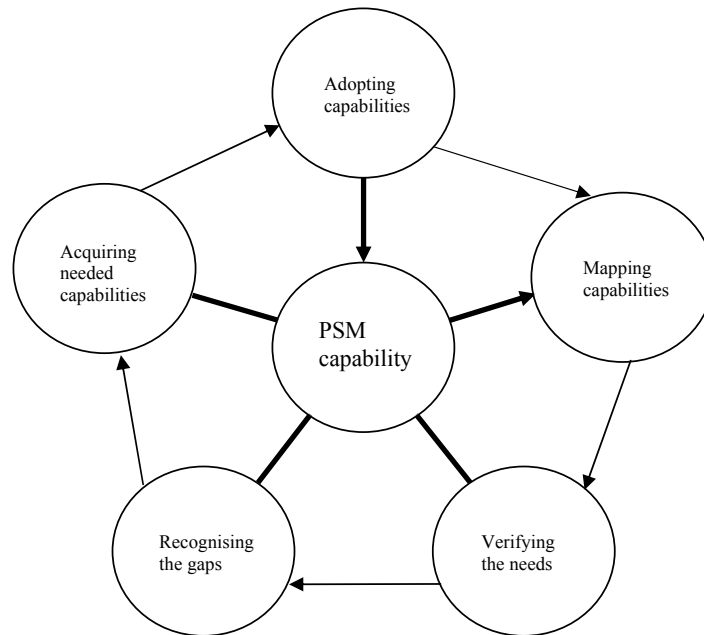 Adopting
capabilities
Acquiring
needed
capabilities
Mapping
capabilities
PSM
capability
Recognising
the gaps
Verifying
the needs